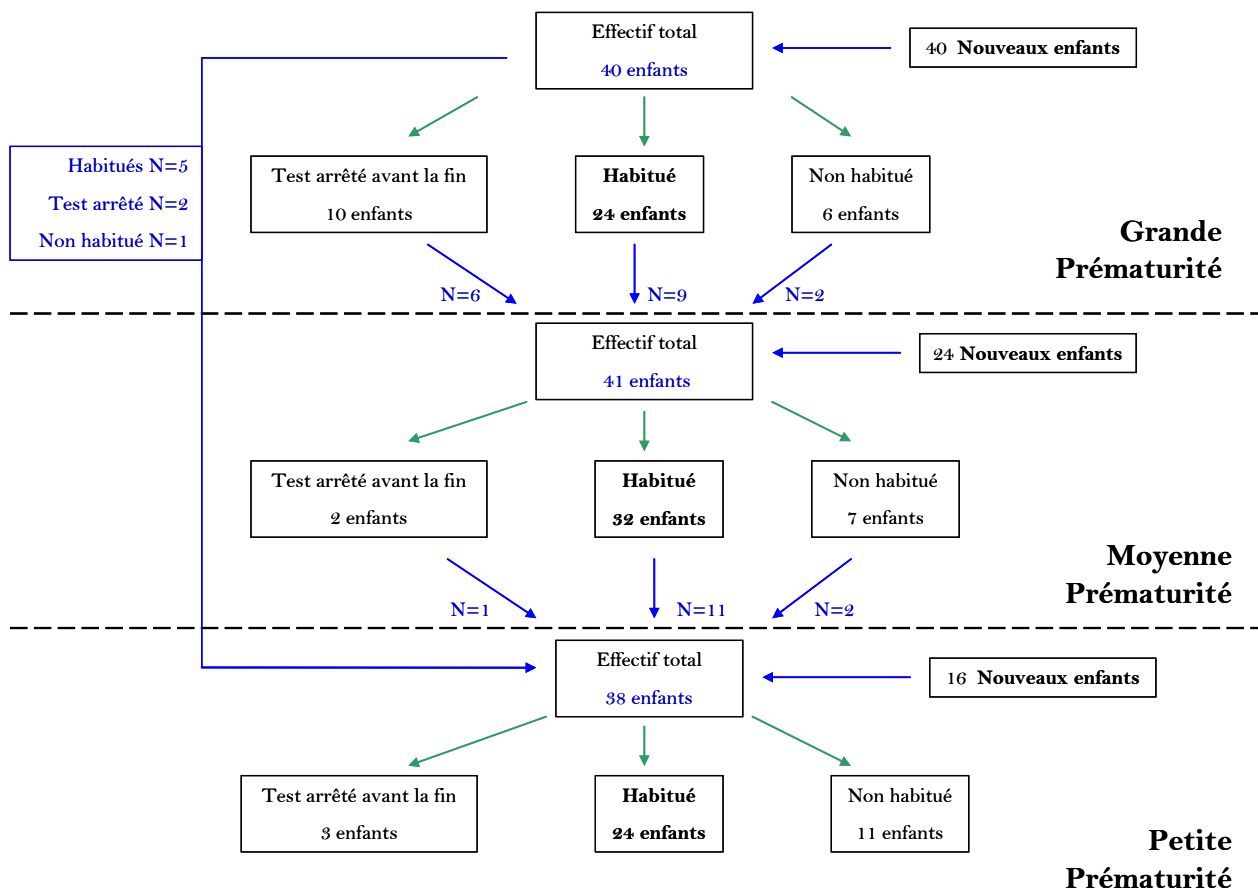 Effectif total
40 enfants
40 Nouveaux enfants
Habitués N=5
Test arrêté N=2
Non habitué N=1
Test arrêté avant la fin
10 enfants
Habitué
24 enfants
Non habitué
6 enfants
Grande
Prématurité
N=6
N=9
N=2
Effectif total
41 enfants
24 Nouveaux enfants
Test arrêté avant la fin
2 enfants
Habitué
32 enfants
Non habitué
7 enfants
Moyenne
Prématurité
N=1
N=11
N=2
Effectif total
38 enfants
16 Nouveaux enfants
Test arrêté avant la fin
3 enfants
Habitué
24 enfants
Non habitué
11 enfants
Petite
Prématurité